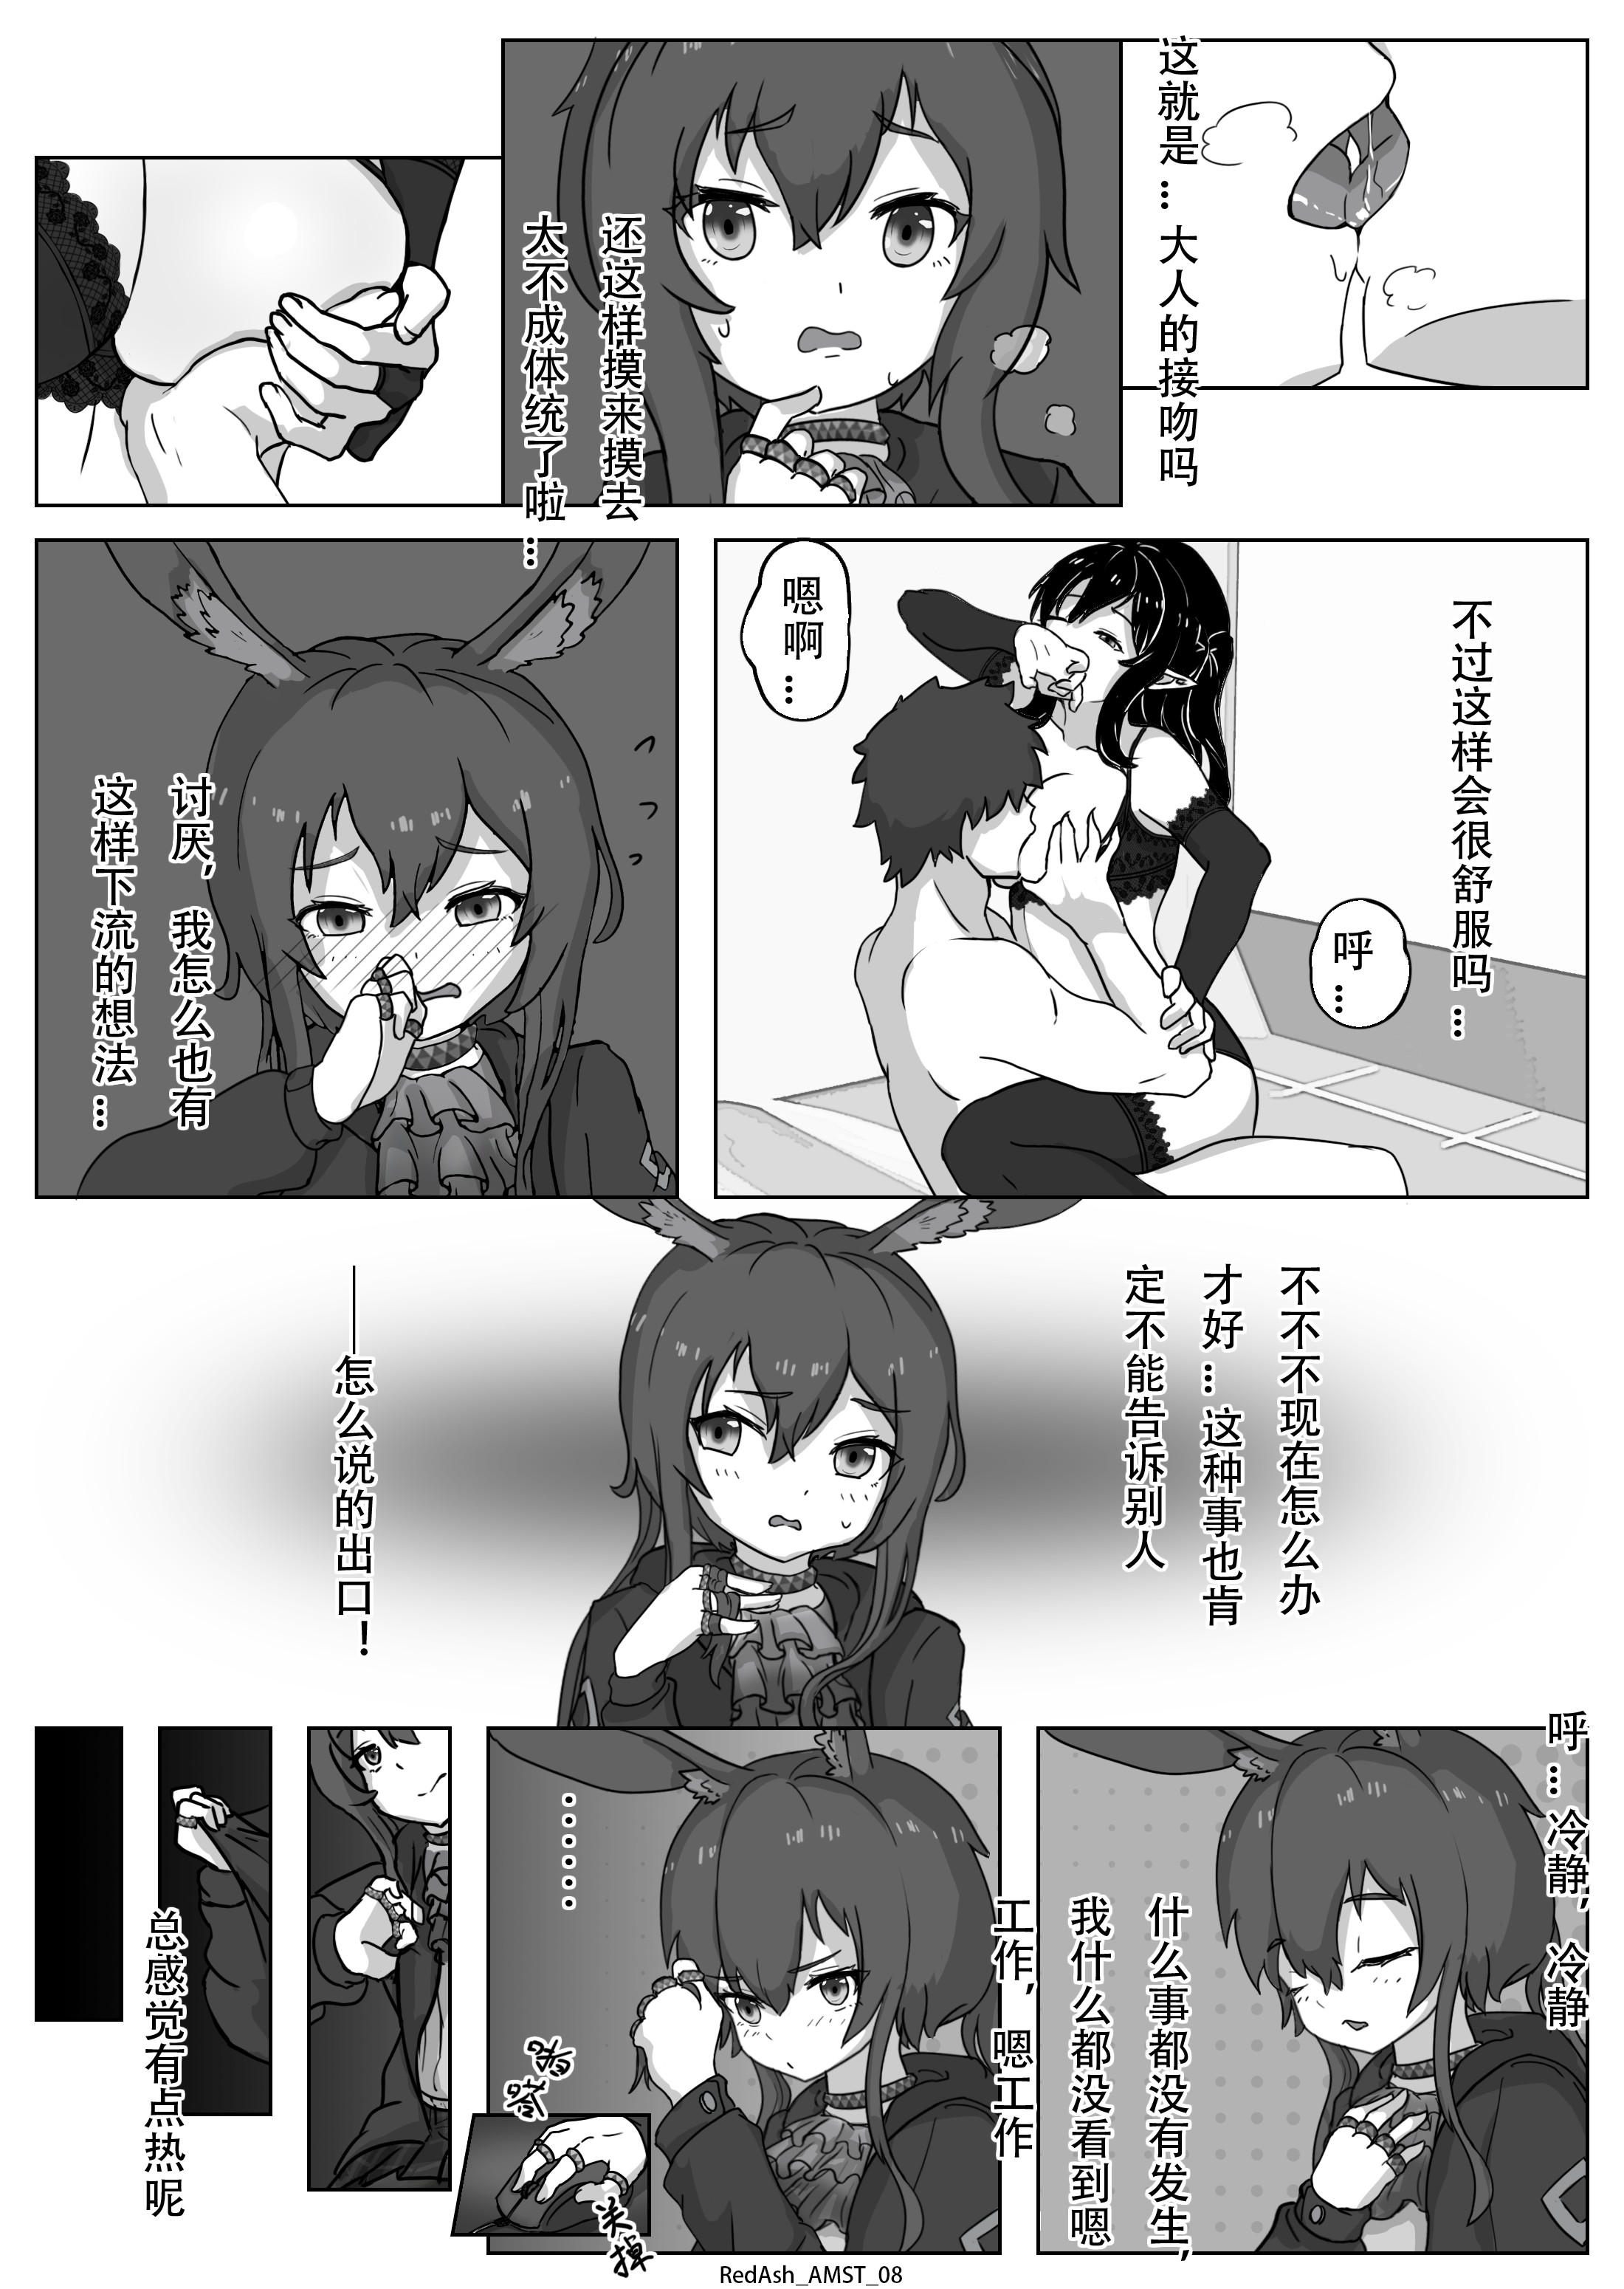 这就是…大人的接吻吗
还这样摸来摸去
太不成体统了啦…
不过这样会很舒服吗…
嗯啊…
呼…
讨厌，我怎么也有
这样下流的想法…
不不不现在怎么办
才好…这种事也肯
定不能告诉别人
——怎么说的出口！
呼…冷静，冷静
什么事都没有发生，
我什么都没看到嗯
工作，嗯工作
……
咯哒
关掉
总感觉有点热呢
RedAsh_AMST_08